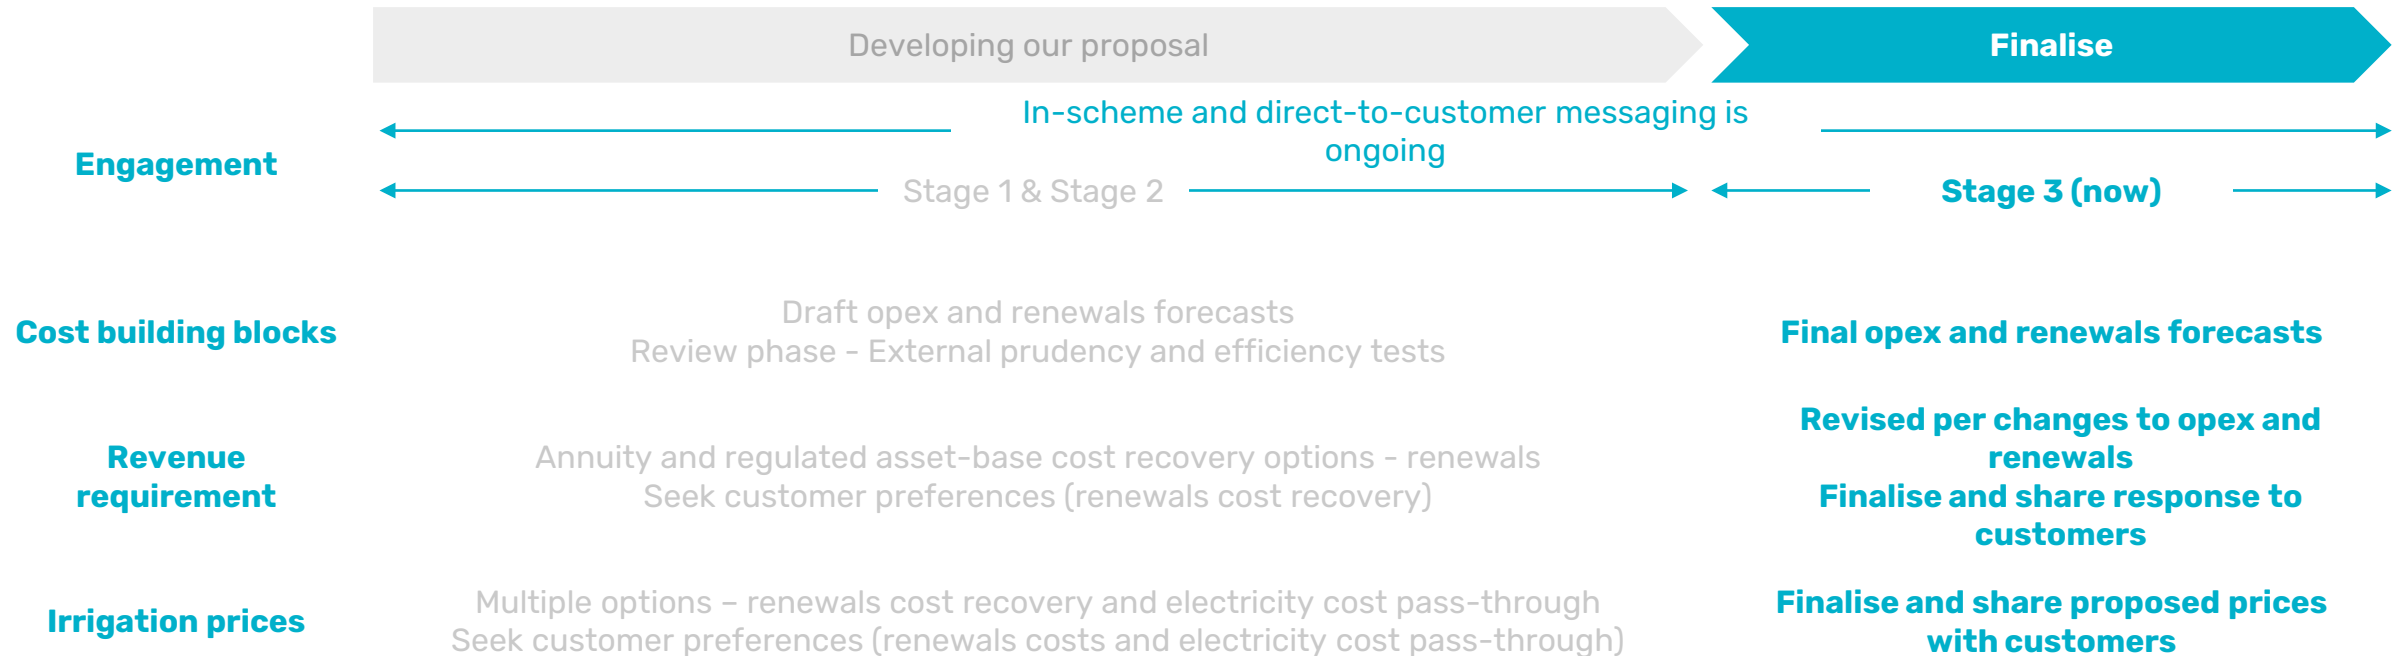 Developing our proposal
Finalise
Engagement
In-scheme and direct-to-customer messaging is
ongoing
Stage 1 & Stage 2
Stage 3 (now)
Cost building blocks
Draft opex and renewals forecasts
Review phase - External prudency and efficiency tests
Final opex and renewals forecasts
Revenue
requirement
Annuity and regulated asset-base cost recovery options - renewals
Seek customer preferences (renewals cost recovery)
Revised per changes to opex and
renewals
Finalise and share response to
customers
Irrigation prices
Multiple options – renewals cost recovery and electricity cost pass-through
Seek customer preferences (renewals costs and electricity cost pass-through)
Finalise and share proposed prices
with customers